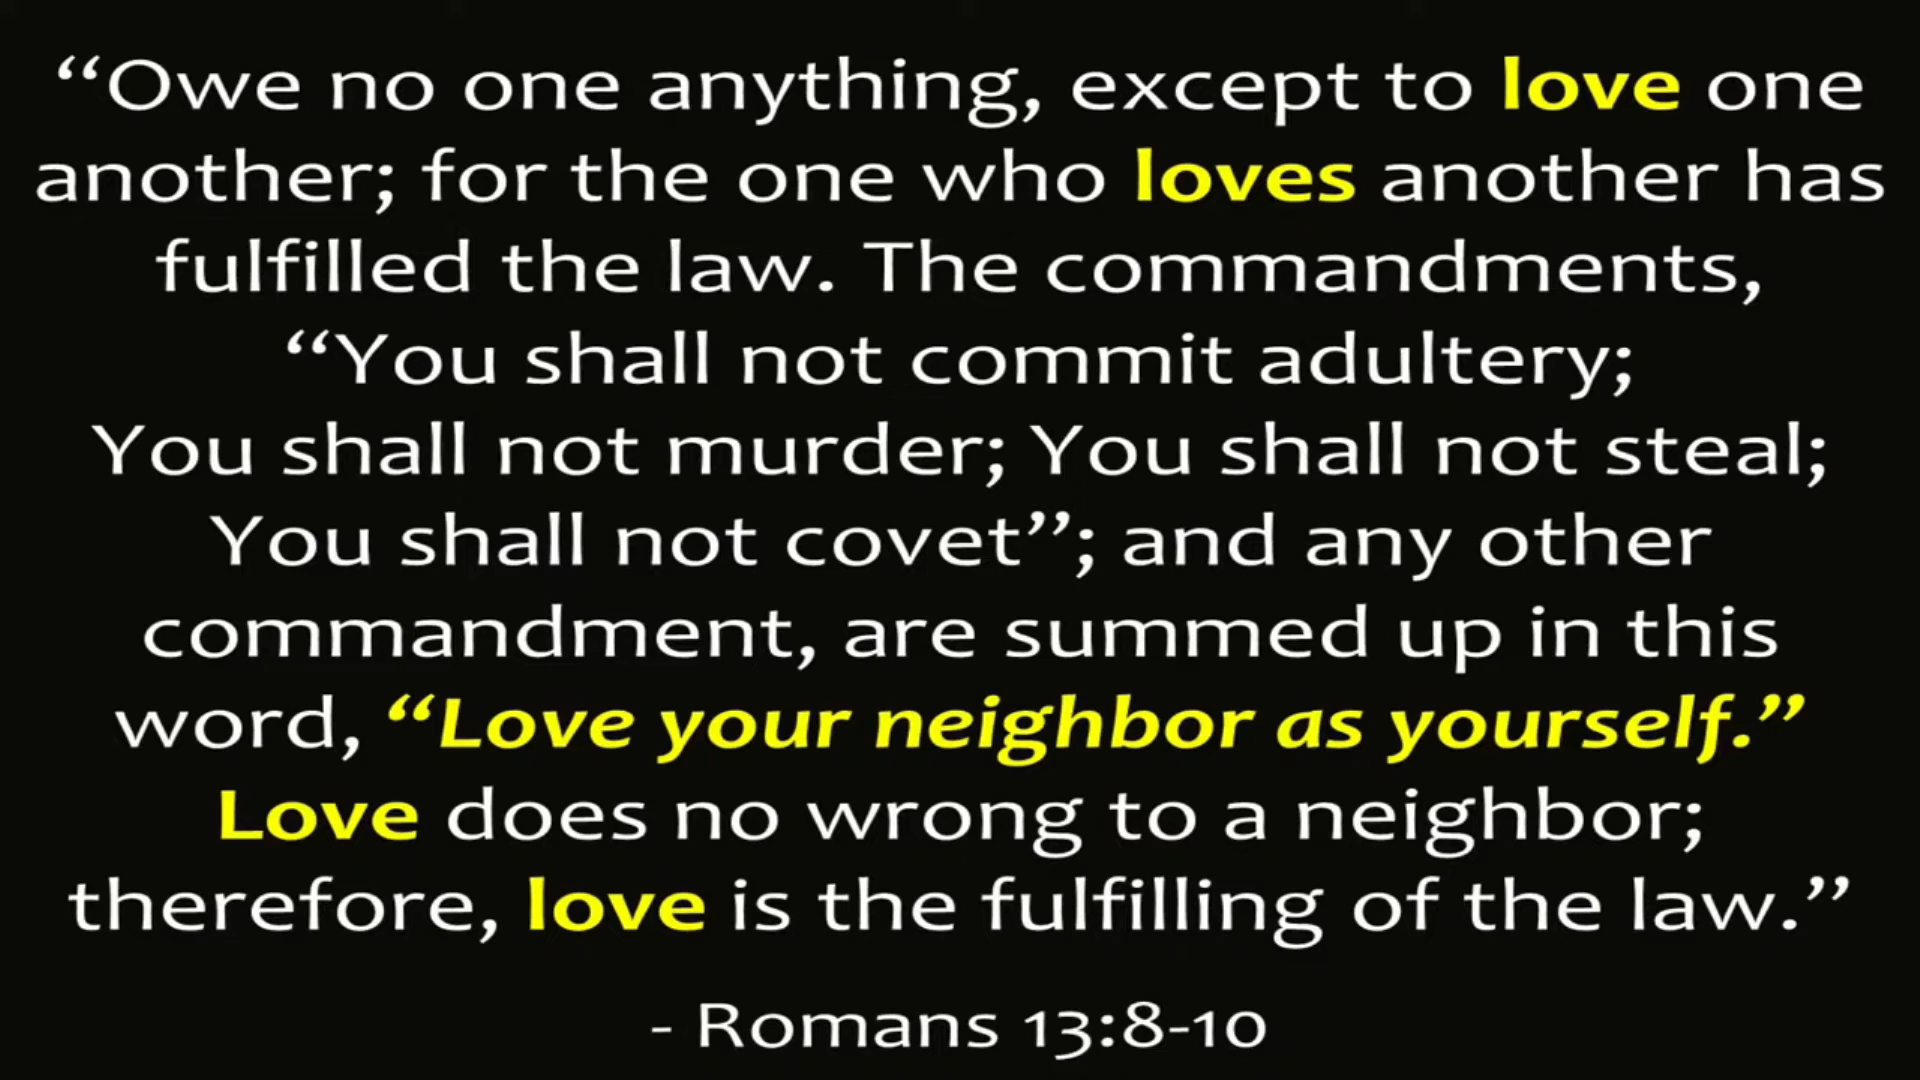 “Owe no one anything, except to love one
another; for the one who loves another has
fulfilled the law. The commandments,
“You shall not commit adultery;
You shall not murder; You shall not steal;
You shall not covet”; and any other
commandment, are summed up in this
word, “Love your neighbor as yourself.”
Love does no wrong to a neighbor;
therefore, love is the fulfilling of the law.”
- Romans 13:8-10